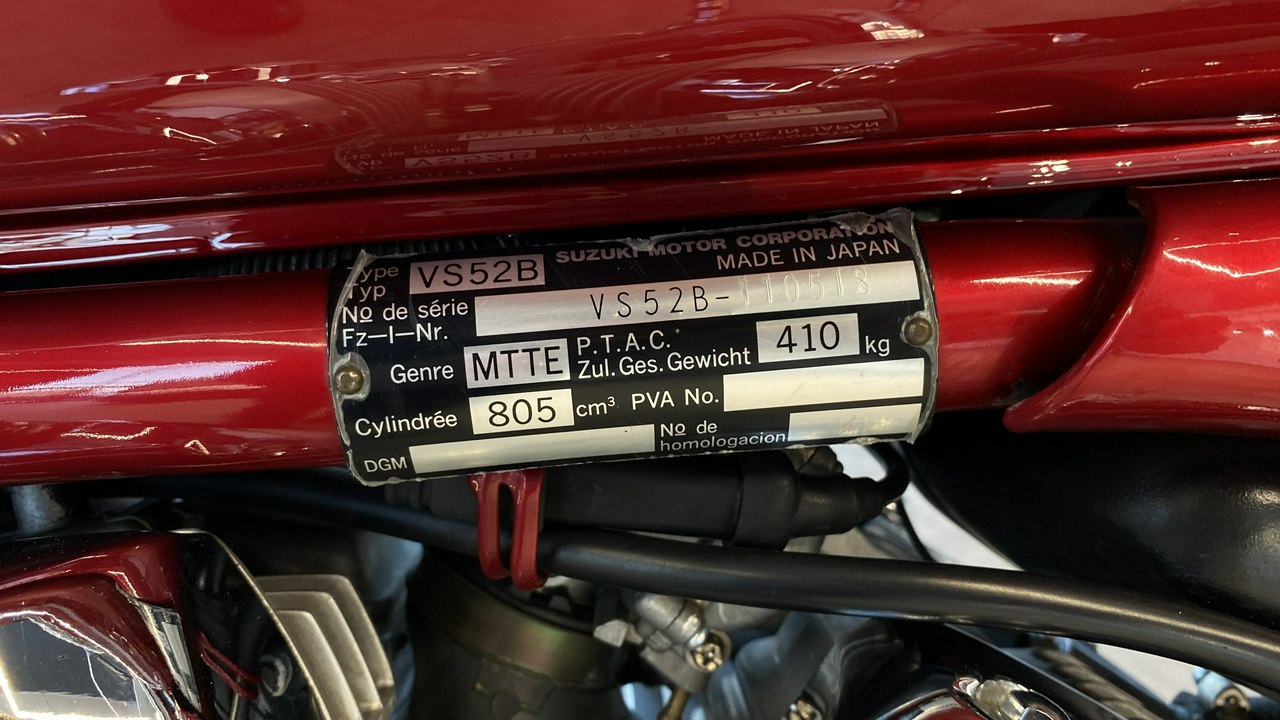 SUZUKI MOTOR CORPORATION
MADE IN JAPAN
Type
Typ
VS52B
No de série
Fz-I-Nr.
VS52B-110518
Genre MTTE
P.T.A.C.
Zul.Ges.Gewicht
410 kg
Cylindrée 805 cm³ PVA No.
DGM
No de
homologacion